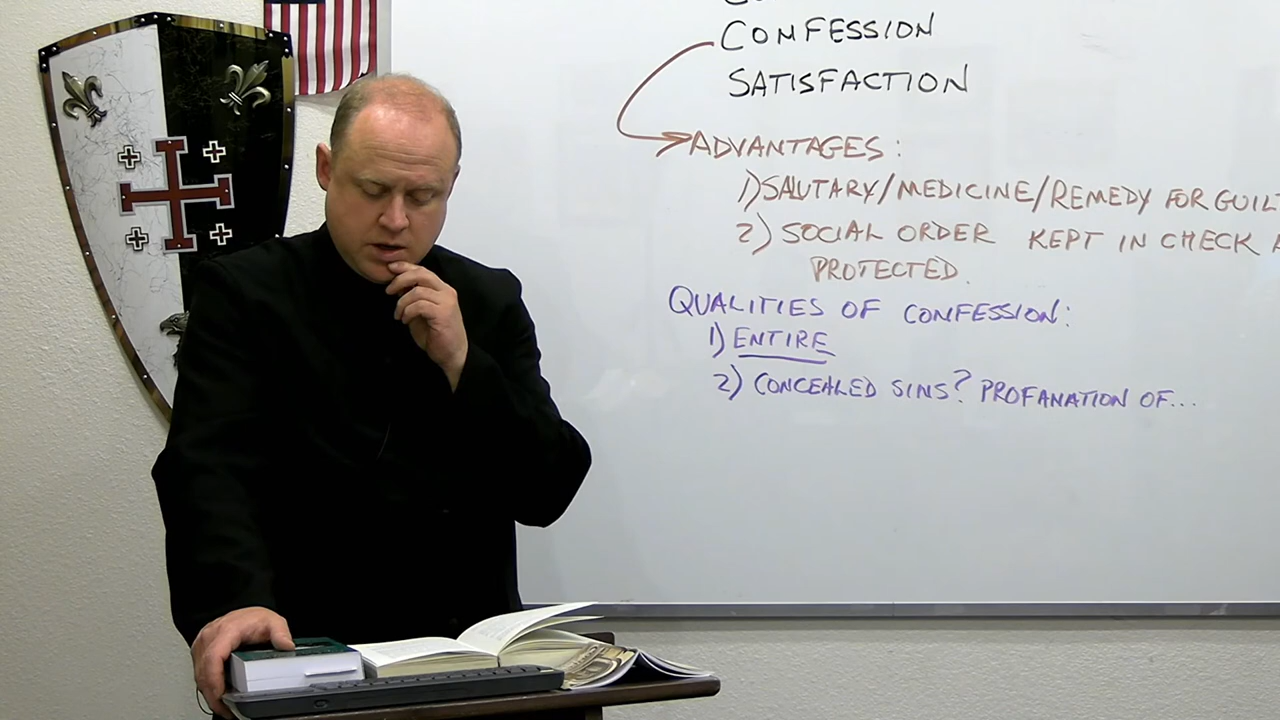 CONFESSION
SATISFACTION
ADVANTAGES:
1) SALUTARY/MEDICINE/REMEDY FOR GUILT
2) SOCIAL ORDER KEPT IN CHECK
PROTECTED.
QUALITIES OF CONFESSION:
1) ENTIRE
2) CONCEALED SINS? PROFANATION OF...